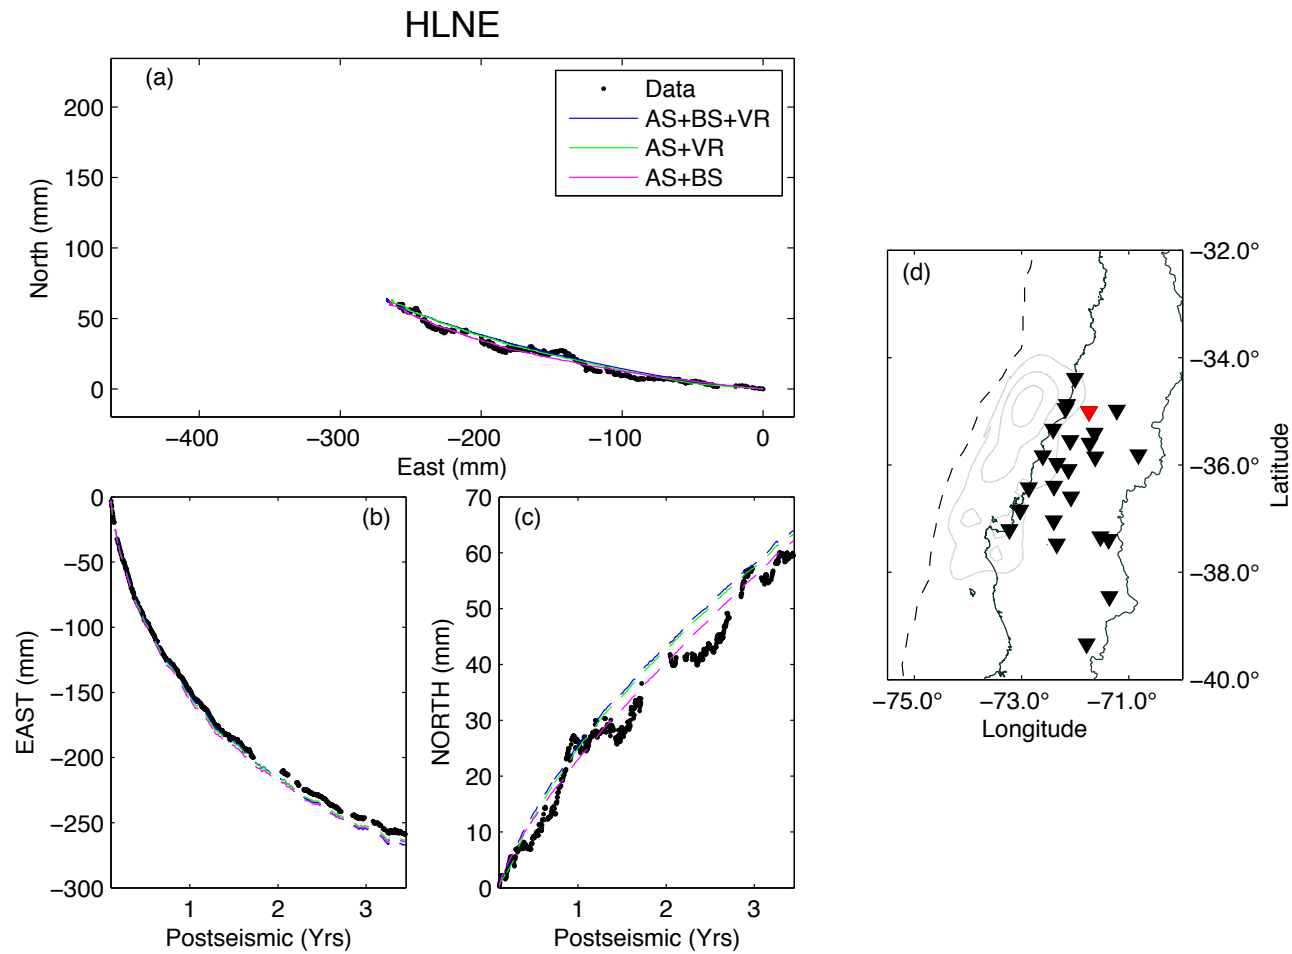 HLNE
(a)
Data
AS+BS+VR
AS+VR
AS+BS
200
150
100
50
0
North (mm)
−400 −300 −200 −100 0
East (mm)
(b)
0
−50
−100
−150
−200
−250
−300
EAST (mm)
1 2 3
Postseismic (Yrs)
(c)
70
60
50
40
30
20
10
0
NORTH (mm)
1 2 3
Postseismic (Yrs)
(d)
−32.0°
−34.0°
−36.0°
−38.0°
−40.0°
Latitude
−75.0° −73.0° −71.0°
Longitude